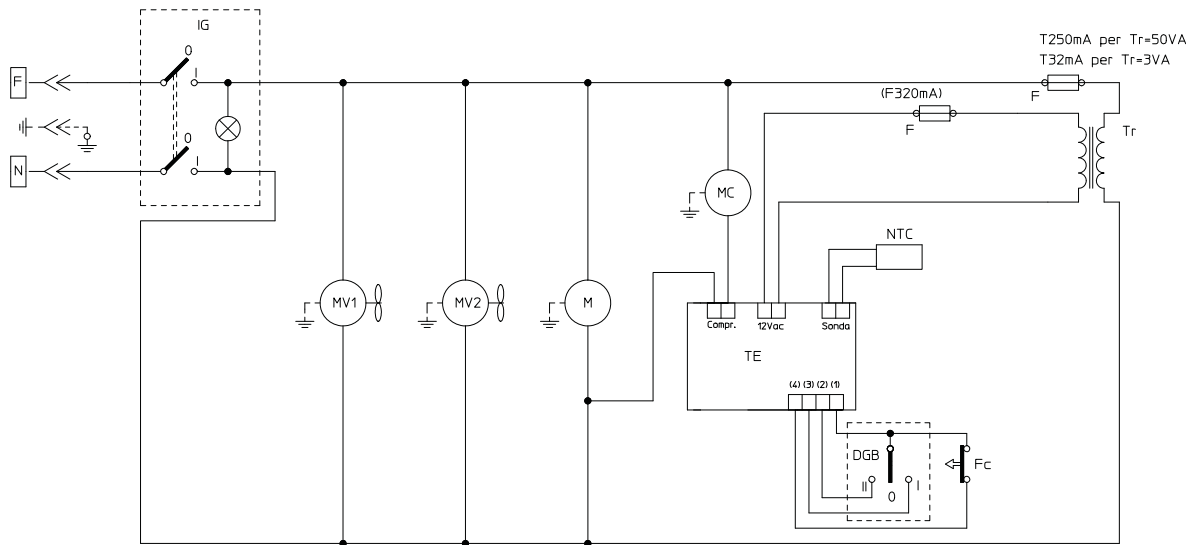 IG
T250mA per Tr=50VA
T32mA per Tr=3VA
0
I
F
F
(F320mA)
F
Tr
0
I
N
MC
NTC
MV1
MV2
M
Compr.
12Vac
Sonda
TE
(4) (3) (2) (1)
DGB
Fc
II
0
I